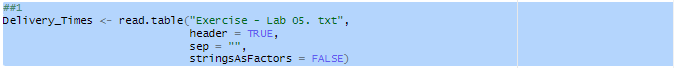 ##1
Delivery_Times <- read.table("Exercise - Lab 05. txt",
header = TRUE,
sep = "",
stringsAsFactors = FALSE)